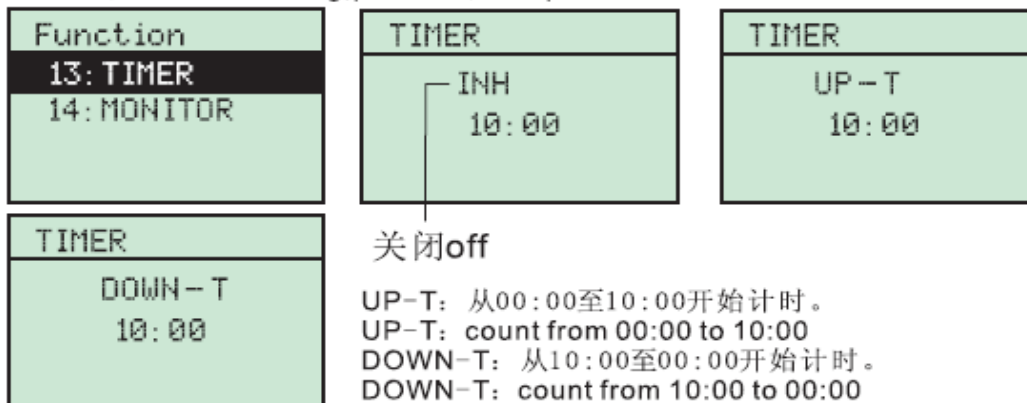 Function
13:TIMER
14:MONITOR
TIMER
INH
10:00
TIMER
UP-T
10:00
TIMER
DOWN-T
10:00
关闭off
UP-T: 从00:00至10:00开始计时。
UP-T: count from 00:00 to 10:00
DOWN-T: 从10:00至00:00开始计时。
DOWN-T: count from 10:00 to 00:00